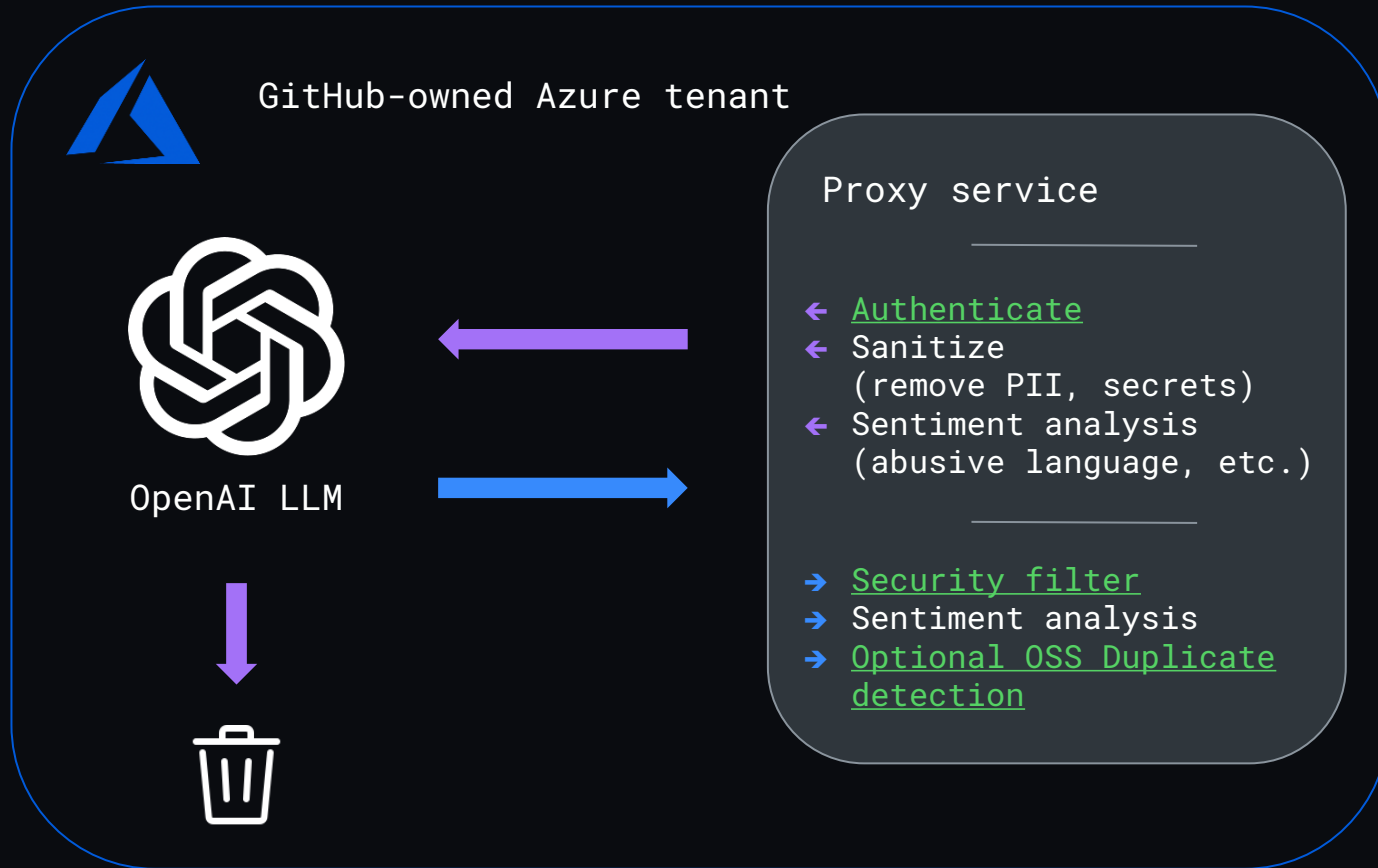 GitHub-owned Azure tenant
Proxy service
← Authenticate
← Sanitize
(remove PII, secrets)
← Sentiment analysis
(abusive language, etc.)
→ Security filter
→ Sentiment analysis
→ Optional OSS Duplicate
detection
OpenAI LLM